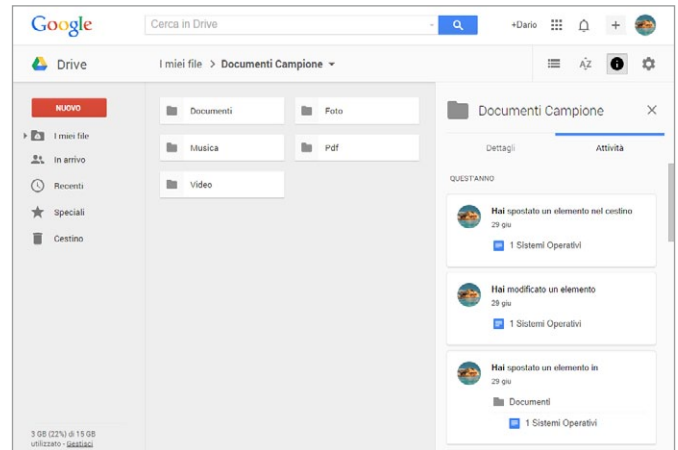 Google
Cerca in Drive
+Dario
Drive
I miei file > Documenti Campione
AZ
NUOVO
I miei file
In arrivo
Recenti
Speciali
Cestino
3 GB (22%) di 15 GB
utilizzato - Gestisci
Documenti
Foto
Musica
Pdf
Video
Documenti Campione
Dettagli
Attività
QUEST'ANNO
Hai spostato un elemento nel cestino
29 giu
1 Sistemi Operativi
Hai modificato un elemento
29 giu
1 Sistemi Operativi
Hai spostato un elemento in
29 giu
Documenti
1 Sistemi Operativi